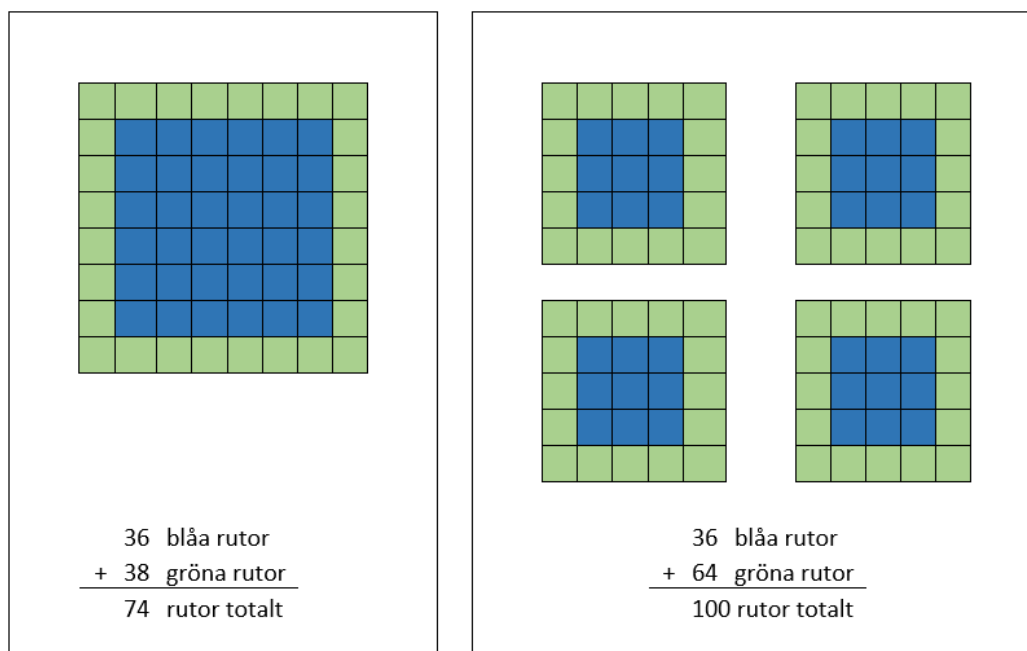 36 blåa rutor
+ 38 gröna rutor
74 rutor totalt
36 blåa rutor
+ 64 gröna rutor
100 rutor totalt